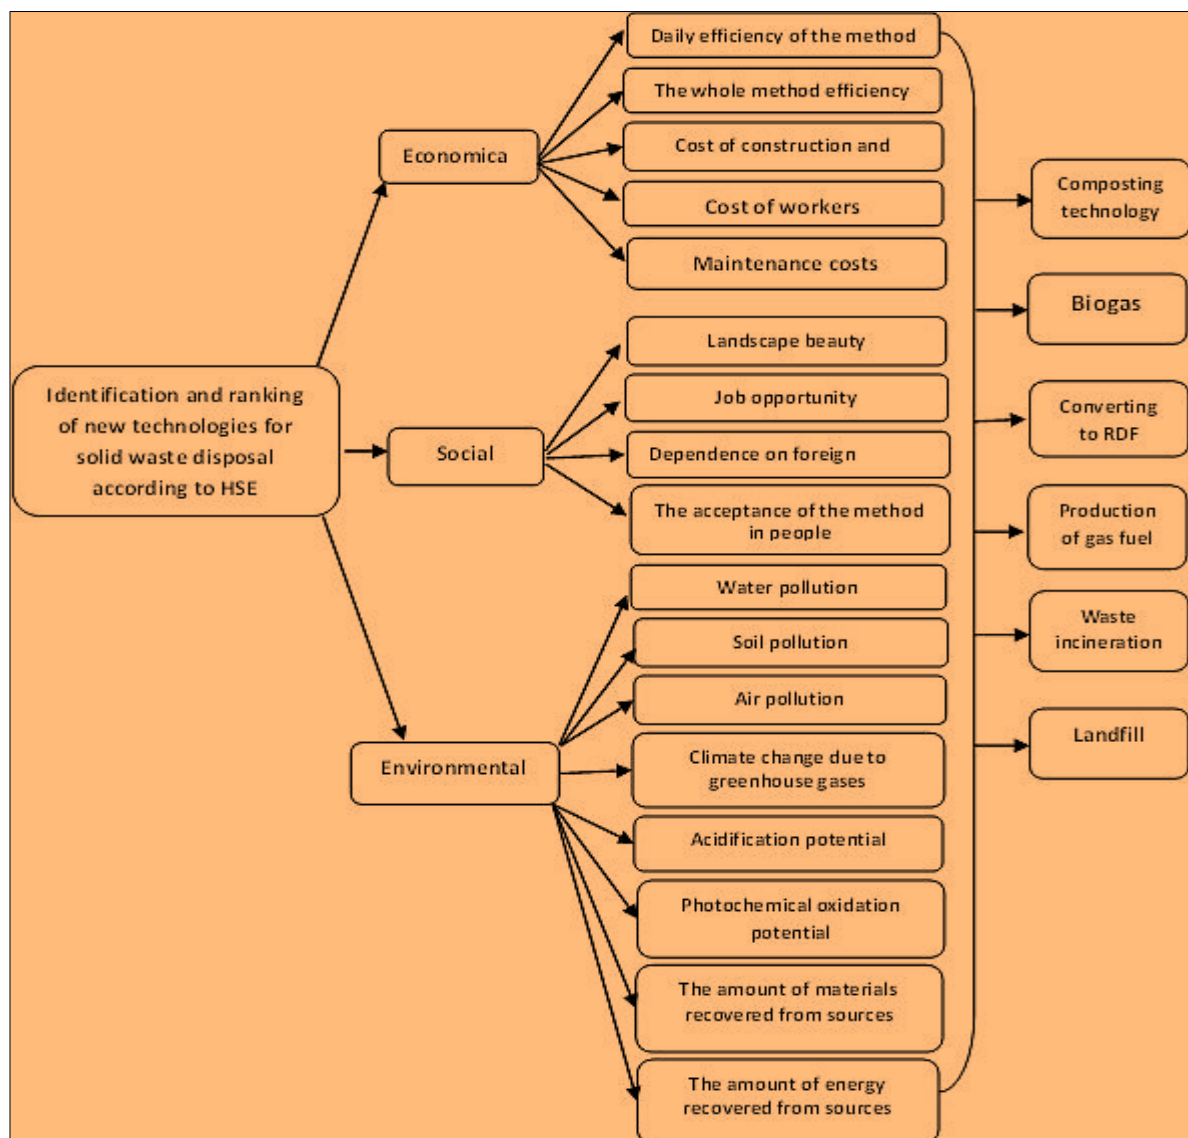 Identification and ranking
of new technologies for
solid waste disposal
according to HSE
Economica
Social
Environmental
Daily efficiency of the method
The whole method efficiency
Cost of construction and
Cost of workers
Maintenance costs
Landscape beauty
Job opportunity
Dependence on foreign
The acceptance of the method
in people
Water pollution
Soil pollution
Air pollution
Climate change due to
greenhouse gases
Acidification potential
Photochemical oxidation
potential
The amount of materials
recovered from sources
The amount of energy
recovered from sources
Composting
technology
Biogas
Converting
to RDF
Production
of gas fuel
Waste
incineration
Landfill